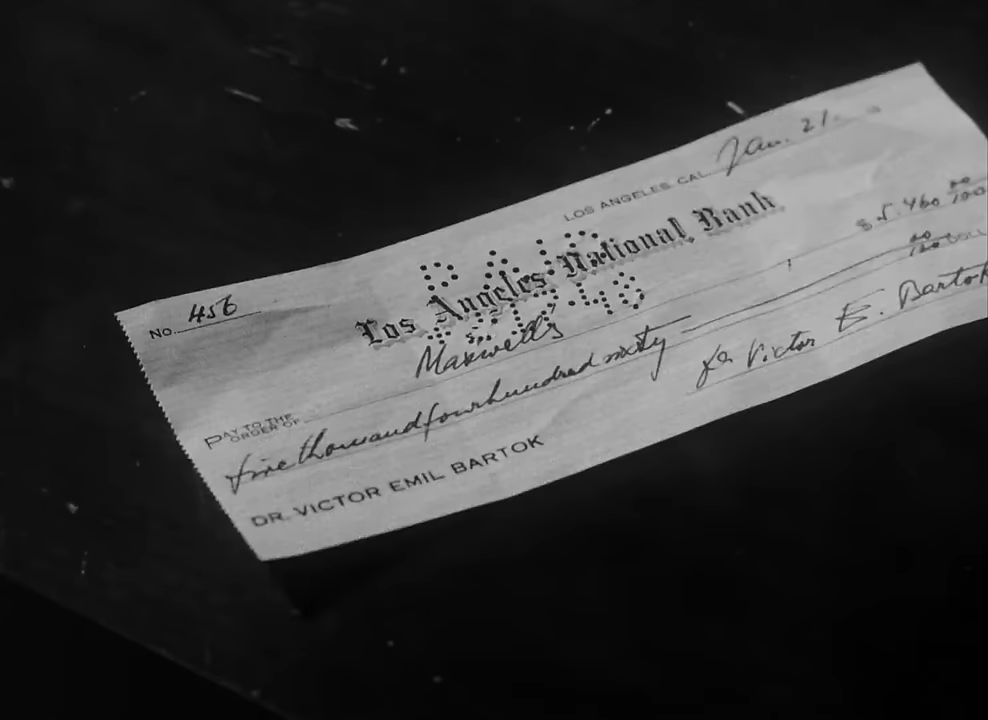 No. 456
LOS ANGELES, CAL. Jan. 21
Los Angeles National Bank
PAID
PAY TO THE ORDER OF Maxwell's $5.460 00/100
five thousand four hundred sixty 00/100 DOLL
DR. VICTOR EMIL BARTOK Victor E. Bartok